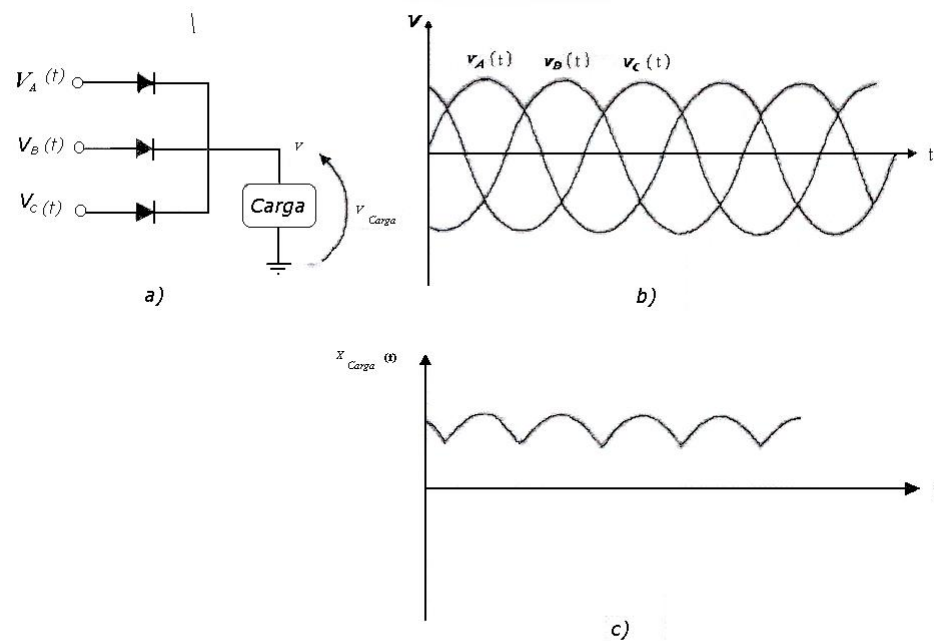 V_A (t)
V_B (t)
V_C (t)
V
Carga
V_Carga
a)
V
v_A (t) v_B (t) v_C (t)
t
b)
X_Carga (t)
c)